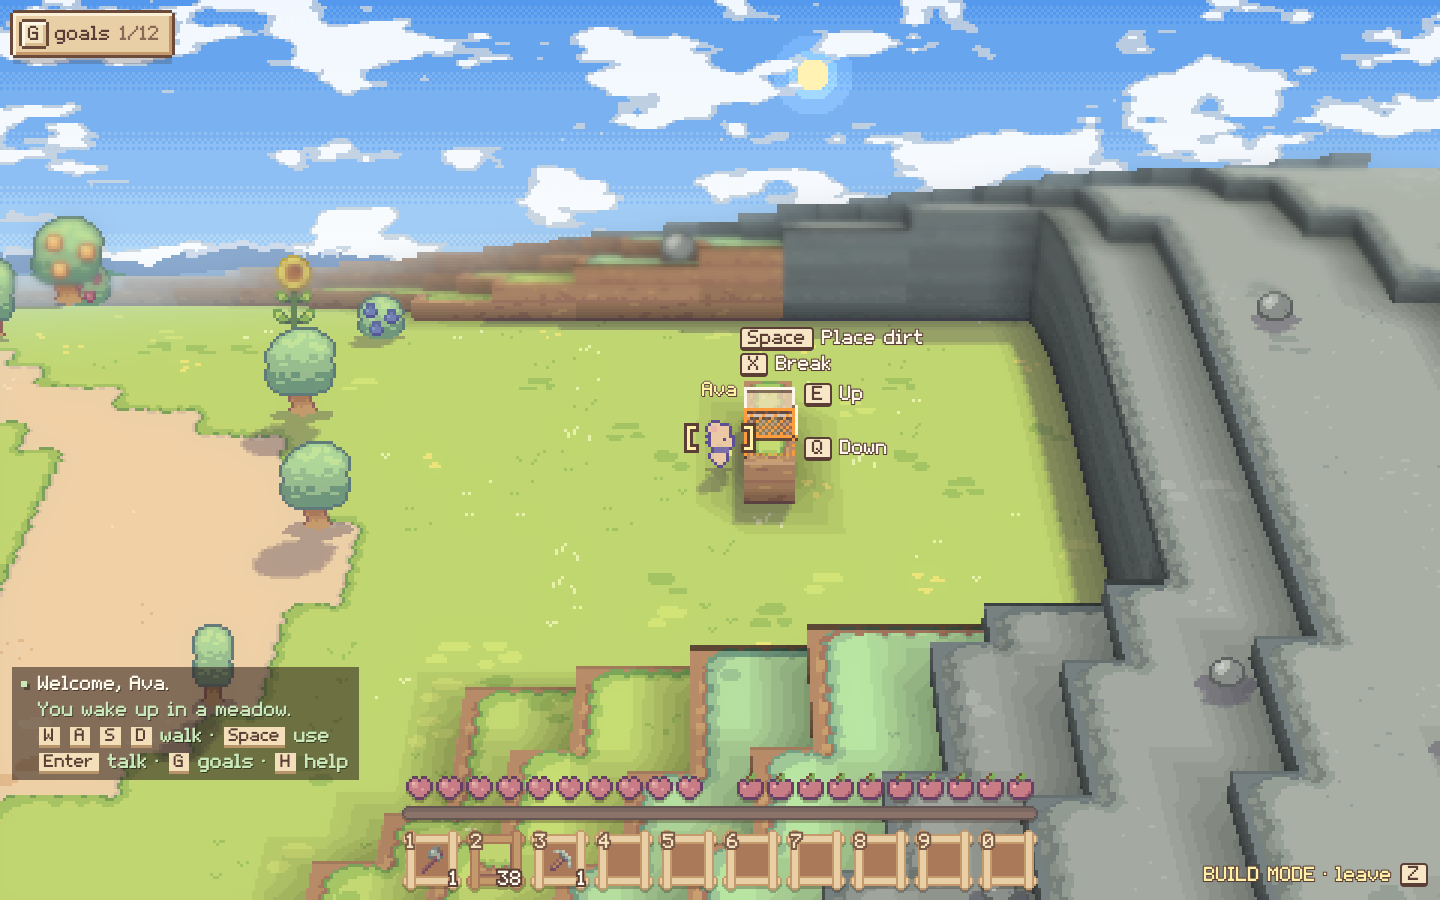 G goals 1/12
Space Place dirt
X Break
Ava
E Up
Q Down
Welcome, Ava.
You wake up in a meadow.
W A S D walk · Space use
Enter talk · G goals · H help
1 2 3 4 5 6 7 8 9 0
1 38 1
BUILD MODE · leave Z